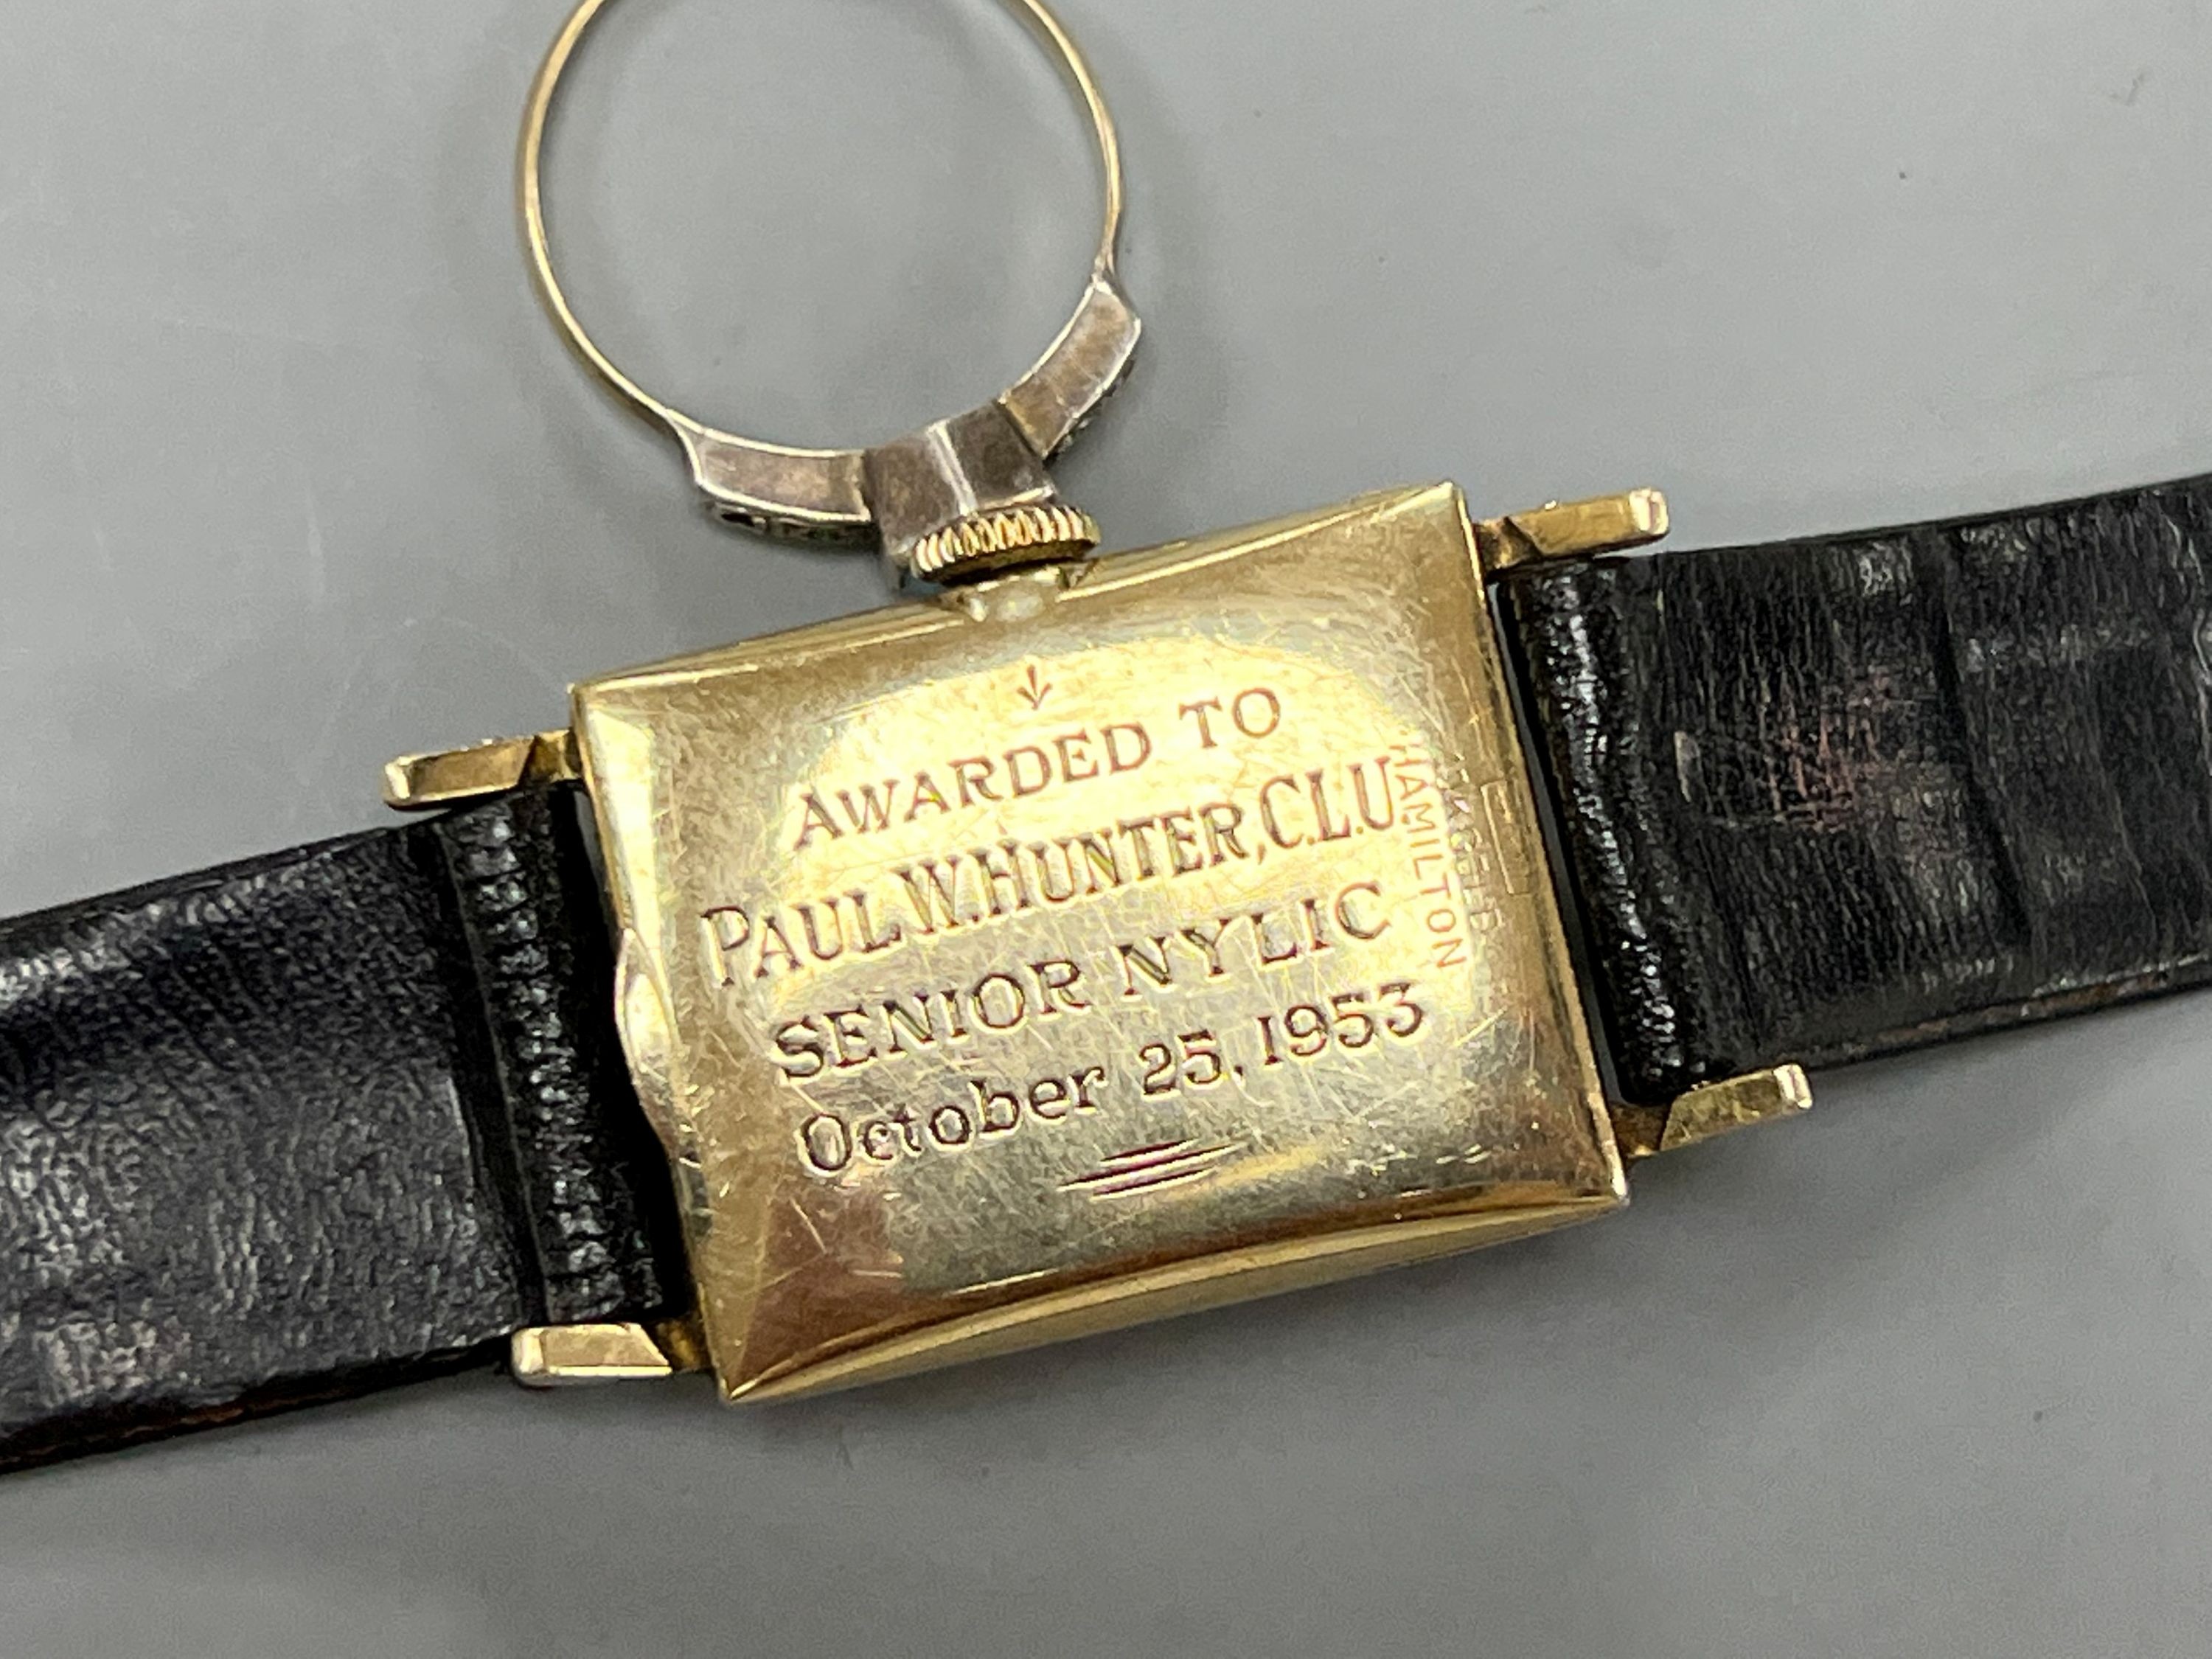 AWARDED TO
PAUL W. HUNTER, C.L.U.
SENIOR NYLIC
October 25, 1953
HAMILTON